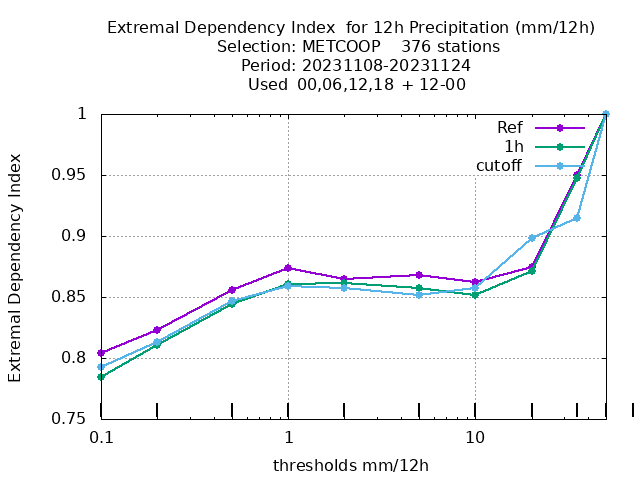 Extremal Dependency Index  for 12h Precipitation (mm/12h)
Selection: METCOOP    376 stations
Period: 20231108-20231124
Used  00,06,12,18  + 12-00
Ref
1h
cutoff
Extremal Dependency Index
1
0.95
0.9
0.85
0.8
0.75
0.1
1
10
thresholds mm/12h